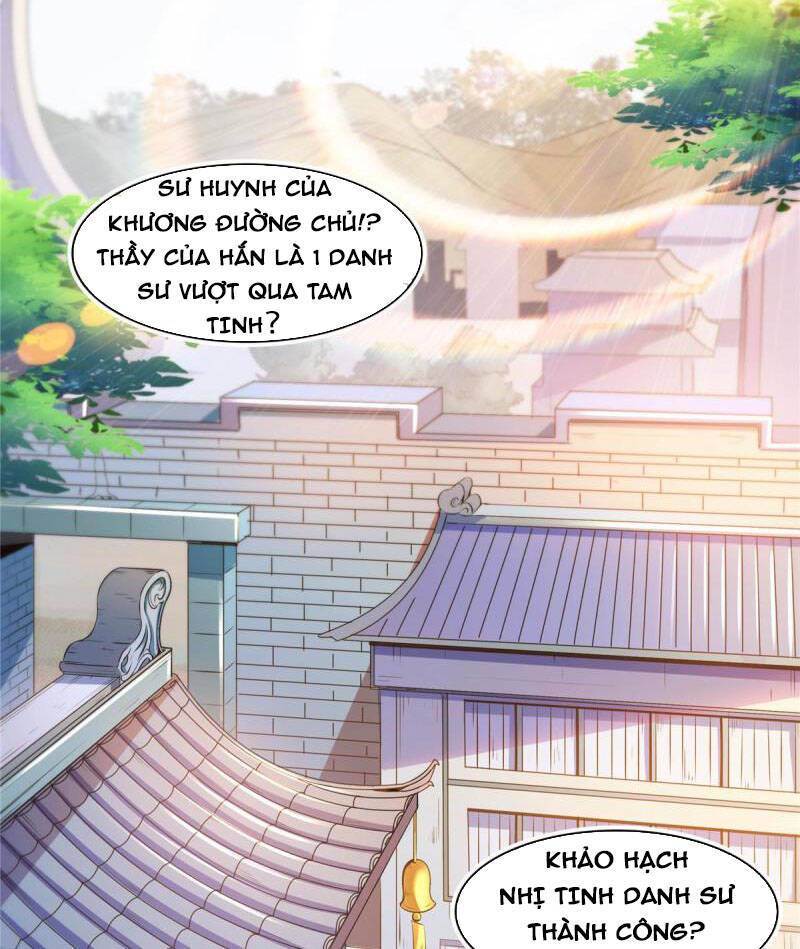 SƯ HUYNH CỦA
KHƯƠNG ĐƯỜNG CHỦ!?
THẦY CỦA HẮN LÀ 1 DANH
SƯ VƯỢT QUA TAM
TINH?
KHẢO HẠCH
NHỊ TINH DANH SƯ
THÀNH CÔNG?